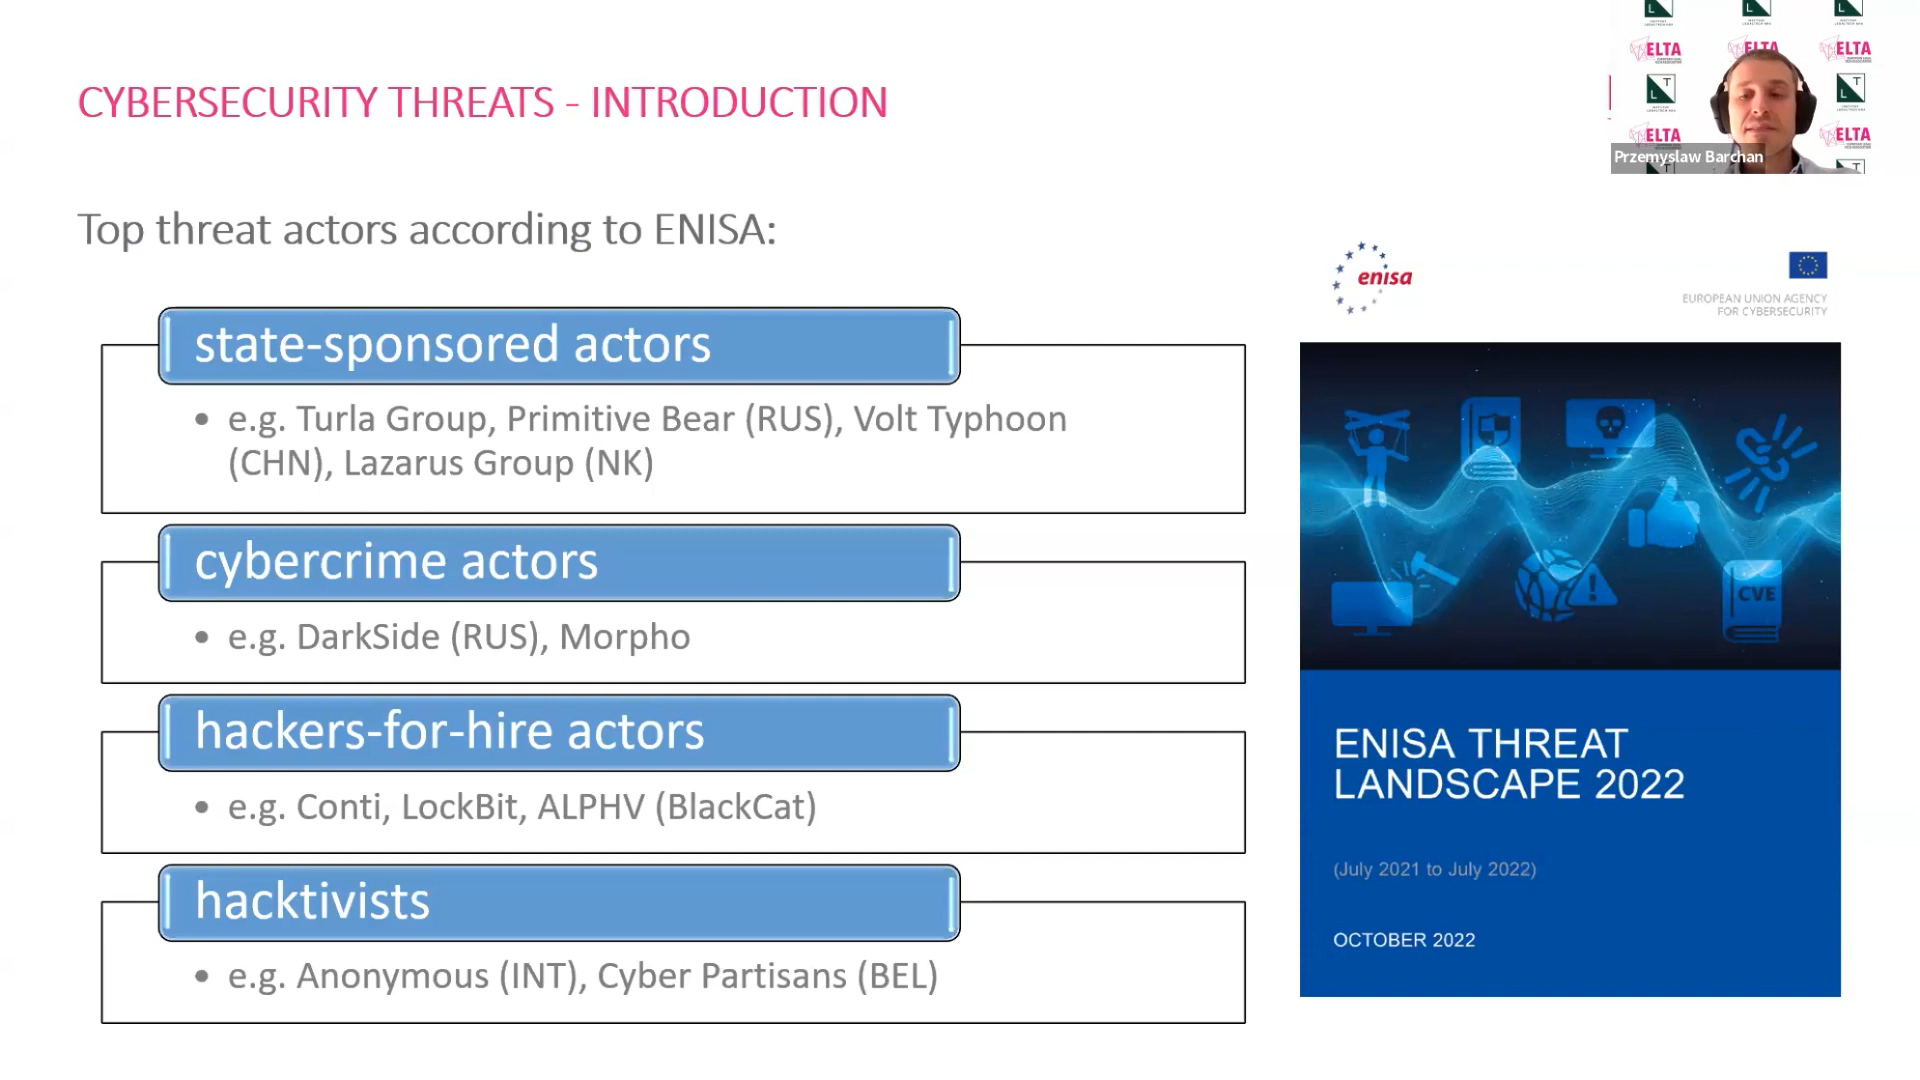 CYBERSECURITY THREATS - INTRODUCTION
ELTA
ELTA
ELTA
L T
L T
ELTA
ELTA
Przemyslaw Barchan
Top threat actors according to ENISA:
enisa
EUROPEAN UNION AGENCY
FOR CYBERSECURITY
state-sponsored actors
• e.g. Turla Group, Primitive Bear (RUS), Volt Typhoon
(CHN), Lazarus Group (NK)
cybercrime actors
• e.g. DarkSide (RUS), Morpho
hackers-for-hire actors
• e.g. Conti, LockBit, ALPHV (BlackCat)
hacktivists
• e.g. Anonymous (INT), Cyber Partisans (BEL)
CVE
ENISA THREAT
LANDSCAPE 2022
(July 2021 to July 2022)
OCTOBER 2022